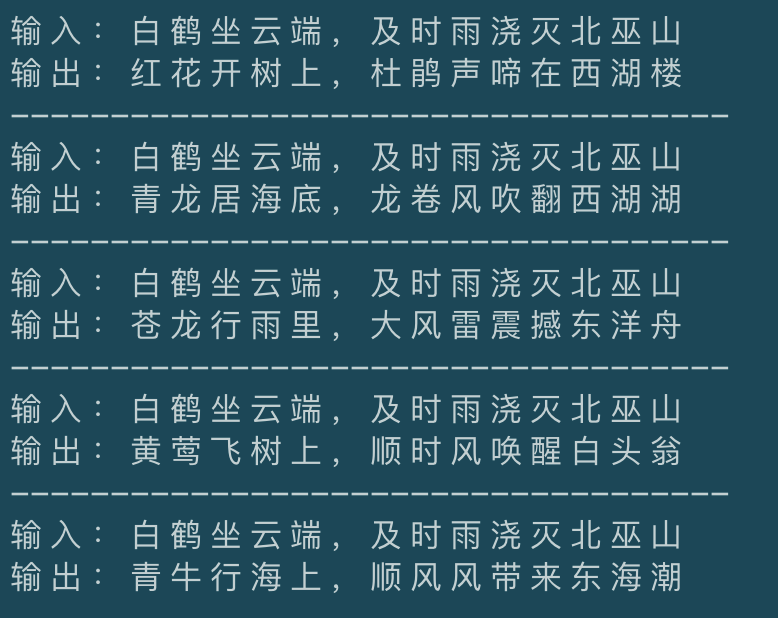 输入：白鹤坐云端，及时雨浇灭北巫山
输出：红花开树上，杜鹃声啼在西湖楼
------------------------------------
输入：白鹤坐云端，及时雨浇灭北巫山
输出：青龙居海底，龙卷风吹翻西湖湖
------------------------------------
输入：白鹤坐云端，及时雨浇灭北巫山
输出：苍龙行雨里，大风雷震撼东洋舟
------------------------------------
输入：白鹤坐云端，及时雨浇灭北巫山
输出：黄莺飞树上，顺时风唤醒白头翁
------------------------------------
输入：白鹤坐云端，及时雨浇灭北巫山
输出：青牛行海上，顺风风带来东海潮